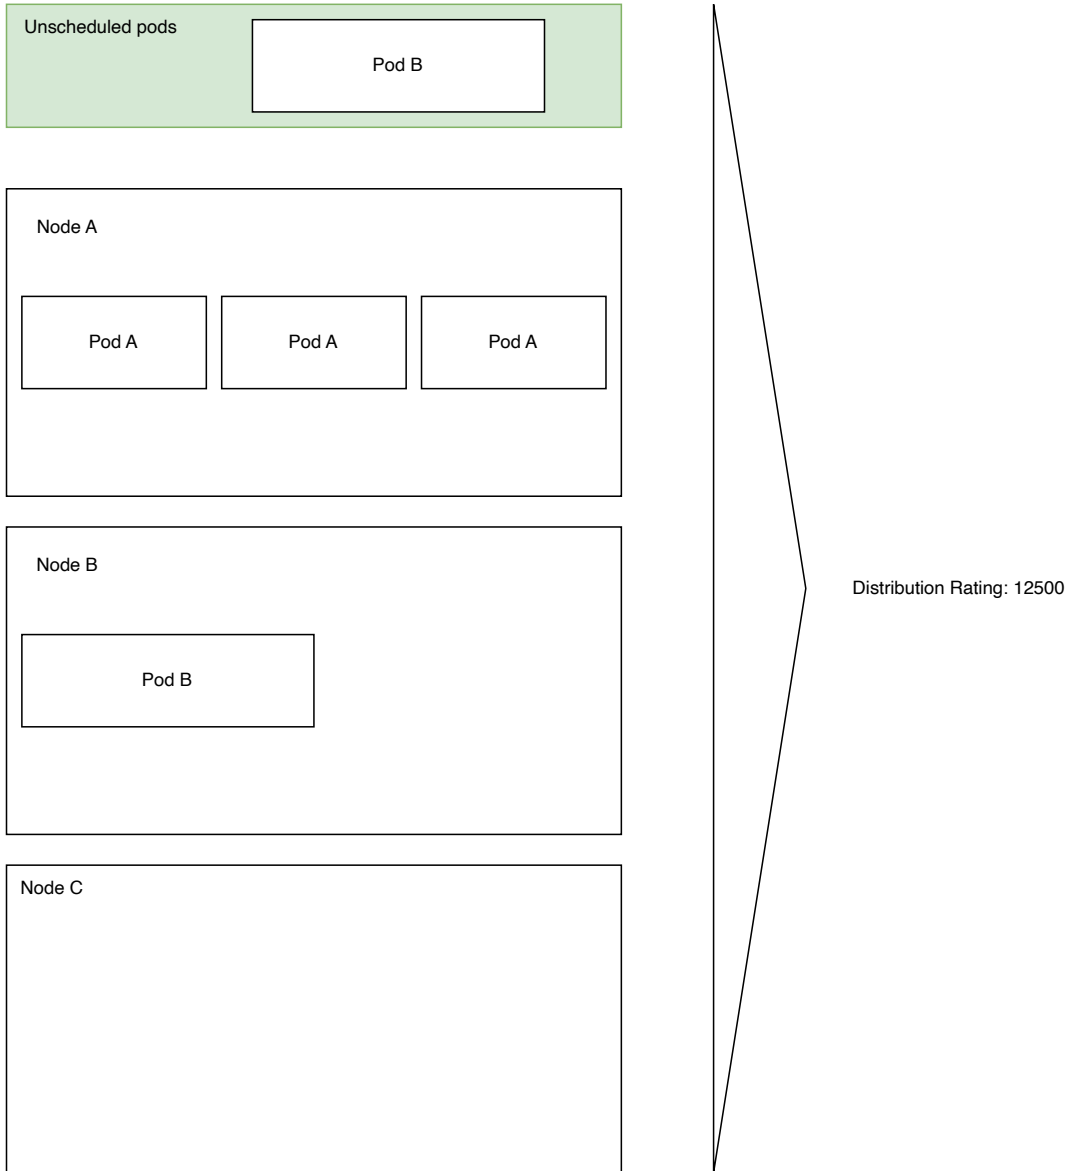 Unscheduled pods
Pod B
Node A
Pod A
Pod A
Pod A
Node B
Distribution Rating: 12500
Pod B
Node C